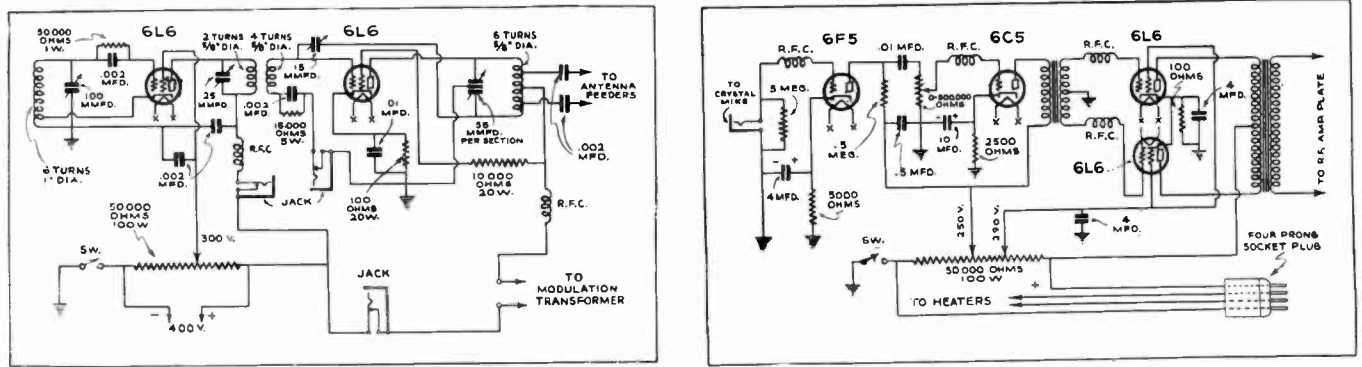 50.000
OHMS
1 W.
6L6
2 TURNS
5/8" DIA.
4 TURNS
5/8" DIA.
6L6
6 TURNS
5/8" DIA.
.002
MFD.
100
MMFD.
25
MMFD
15
MMFD.
.002
MFD.
15.000
OHMS
5W.
.01
MFD
35
MMFD.
PER SECTION
TO
ANTENNA
FEEDERS
.002
MFD.
6 TURNS
1" DIA.
.002
MFD.
R.F.C
JACK
100
OHMS
20W.
10.000
OHMS
20W.
R.F.C.
50.000
OHMS
100 W
300 V.
SW.
- 400 V. +
JACK
TO
MODULATION
TRANSFORMER
6F5
6C5
6L6
R.F.C.
.01 MFD.
R.F.C.
R.F.C.
100
OHMS
4
MFD.
TO
CRYSTAL
MIKE
.5 MEG.
500.000
OHMS
.5
MEG.
- +
10
MFD.
.5 MFD.
2500
OHMS
R.F.C.
6L6
- +
4MFD.
5000
OHMS
250 V.
290 V.
4
MFD.
TO R.F. AMP PLATE
SW.
50.000 OHMS
100 W
+
TO HEATERS
FOUR PRONG
SOCKET PLUG